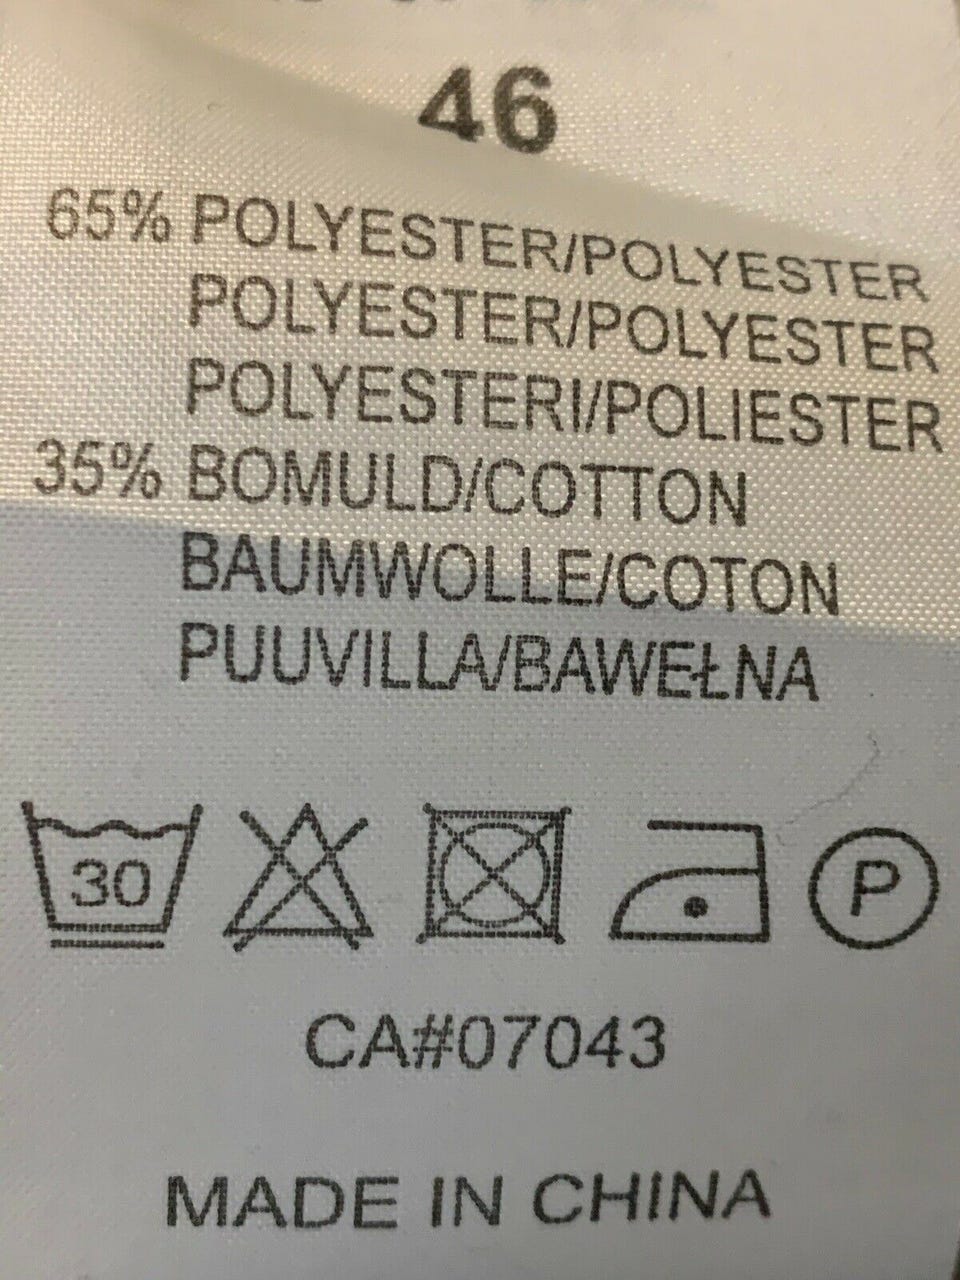 46
65% POLYESTER/POLYESTER
POLYESTER/POLYESTER
POLYESTERI/POLIESTER
35% BOMULD/COTTON
BAUMWOLLE/COTON
PUUVILLA/BAWEŁNA
30 P
CA#07043
MADE IN CHINA